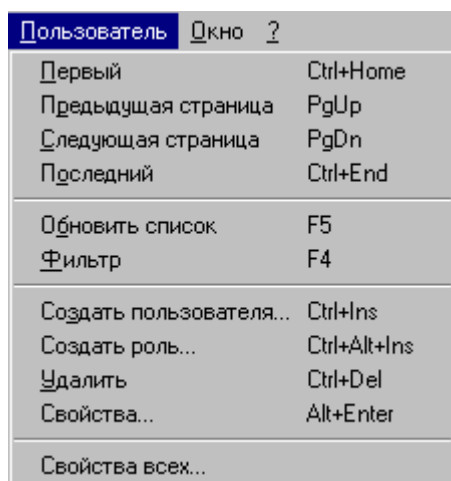 Пользователь Окно ?
Первый Ctrl+Home
Предыдущая страница PgUp
Следующая страница PgDn
Последний Ctrl+End
Обновить список F5
Фильтр F4
Создать пользователя... Ctrl+Ins
Создать роль... Ctrl+Alt+Ins
Удалить Ctrl+Del
Свойства... Alt+Enter
Свойства всех...